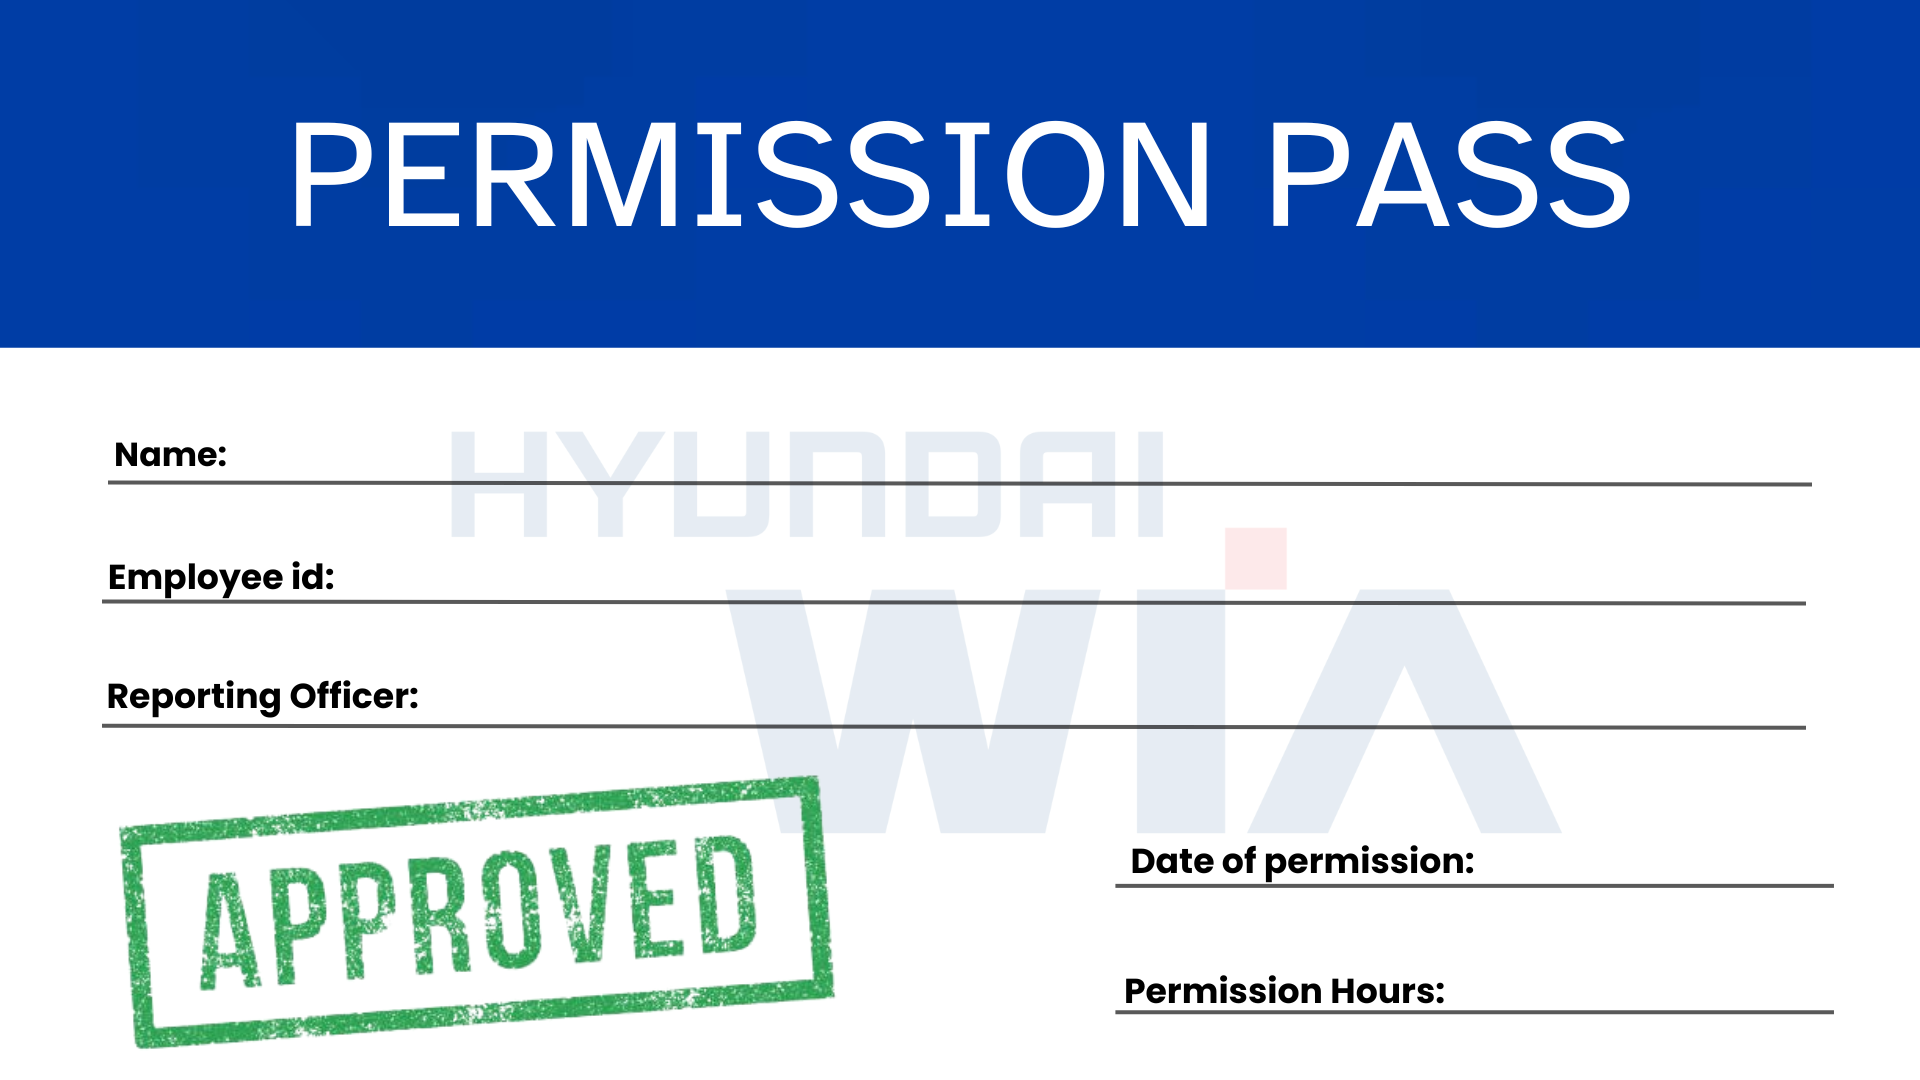 PERMISSION PASS
HYUNDAI
WIA
Name:
Employee id:
Reporting Officer:
APPROVED
Date of permission:
Permission Hours: